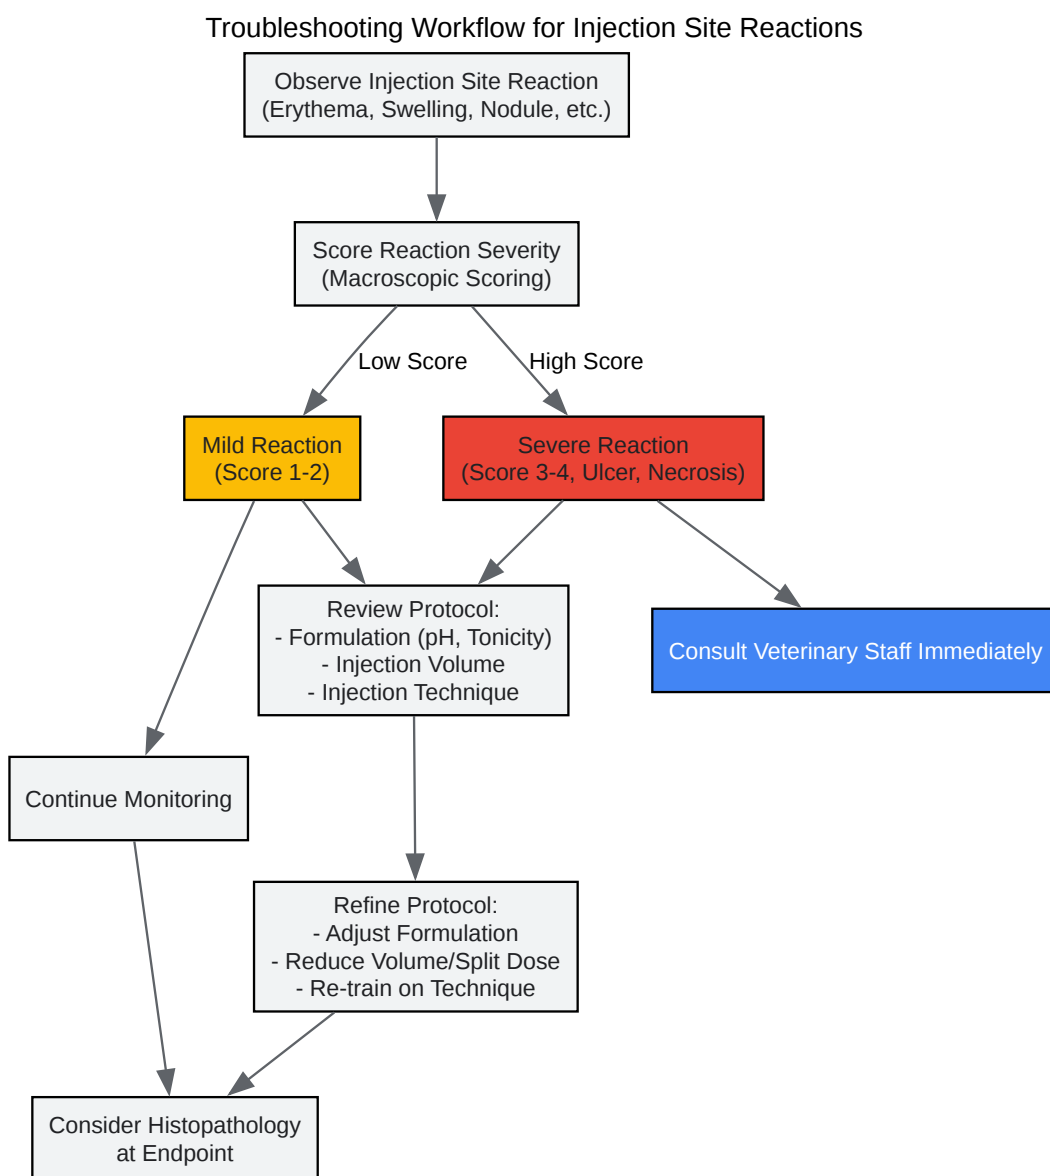 Troubleshooting Workflow for Injection Site Reactions
Observe Injection Site Reaction
(Erythema, Swelling, Nodule, etc.)
Score Reaction Severity
(Macroscopic Scoring)
Low Score
High Score
Mild Reaction
(Score 1-2)
Severe Reaction
(Score 3-4, Ulcer, Necrosis)
Review Protocol:
- Formulation (pH, Tonicity)
- Injection Volume
- Injection Technique
Consult Veterinary Staff Immediately
Continue Monitoring
Refine Protocol:
- Adjust Formulation
- Reduce Volume/Split Dose
- Re-train on Technique
Consider Histopathology
at Endpoint